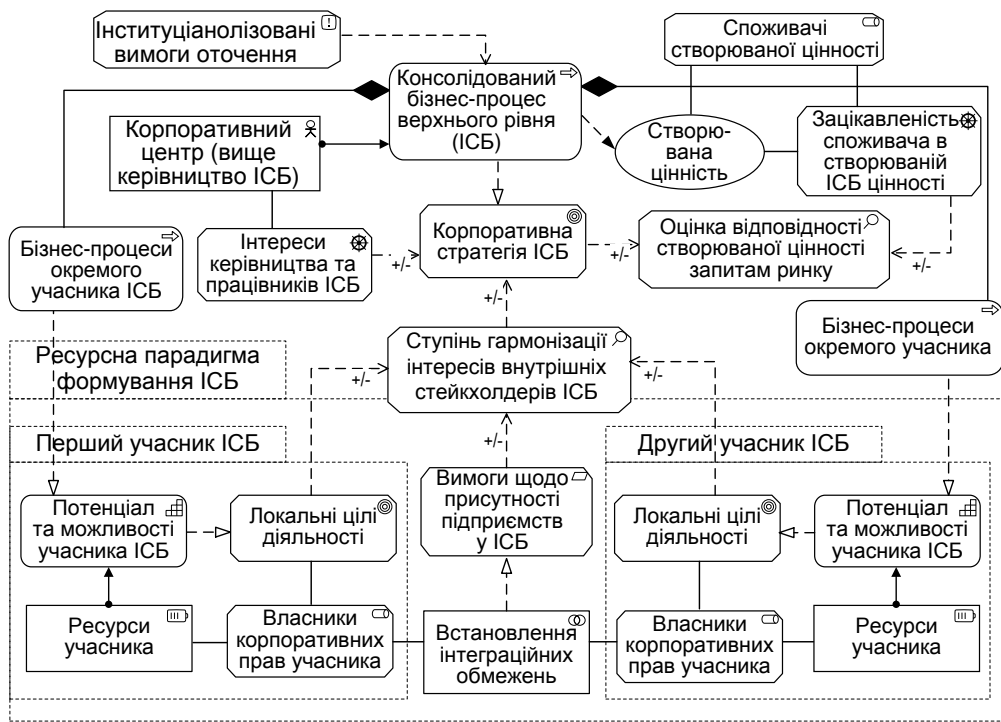 Інституціанолізовані
вимоги оточення
Споживачі
створюваної цінності
Консолідований
бізнес-процес
верхнього рівня
(ІСБ)
Корпоративний
центр (вище
керівництво ІСБ)
Створю-
вана
цінність
Зацікавленість
споживача в
створюваній
ІСБ цінності
Бізнес-процеси
окремого
учасника ІСБ
Інтереси
керівництва та
працівників ІСБ
+/-
Корпоративна
стратегія ІСБ
+/-
Оцінка відповідності
створюваної цінності
запитам ринку
+/-
+/-
Бізнес-процеси
окремого учасника
Ресурсна парадигма
формування ІСБ
Ступінь гармонізації
інтересів внутрішніх
стейкхолдерів ІСБ
+/-
+/-
+/-
Перший учасник ІСБ
Другий учасник ІСБ
Потенціал
та можливості
учасника ІСБ
Локальні цілі
діяльності
Вимоги щодо
присутності
підприємств
у ІСБ
Локальні цілі
діяльності
Потенціал
та можливості
учасника ІСБ
Ресурси
учасника
Власники
корпоративних
прав учасника
Встановлення
інтеграційних
обмежень
Власники
корпоративних
прав учасника
Ресурси
учасника